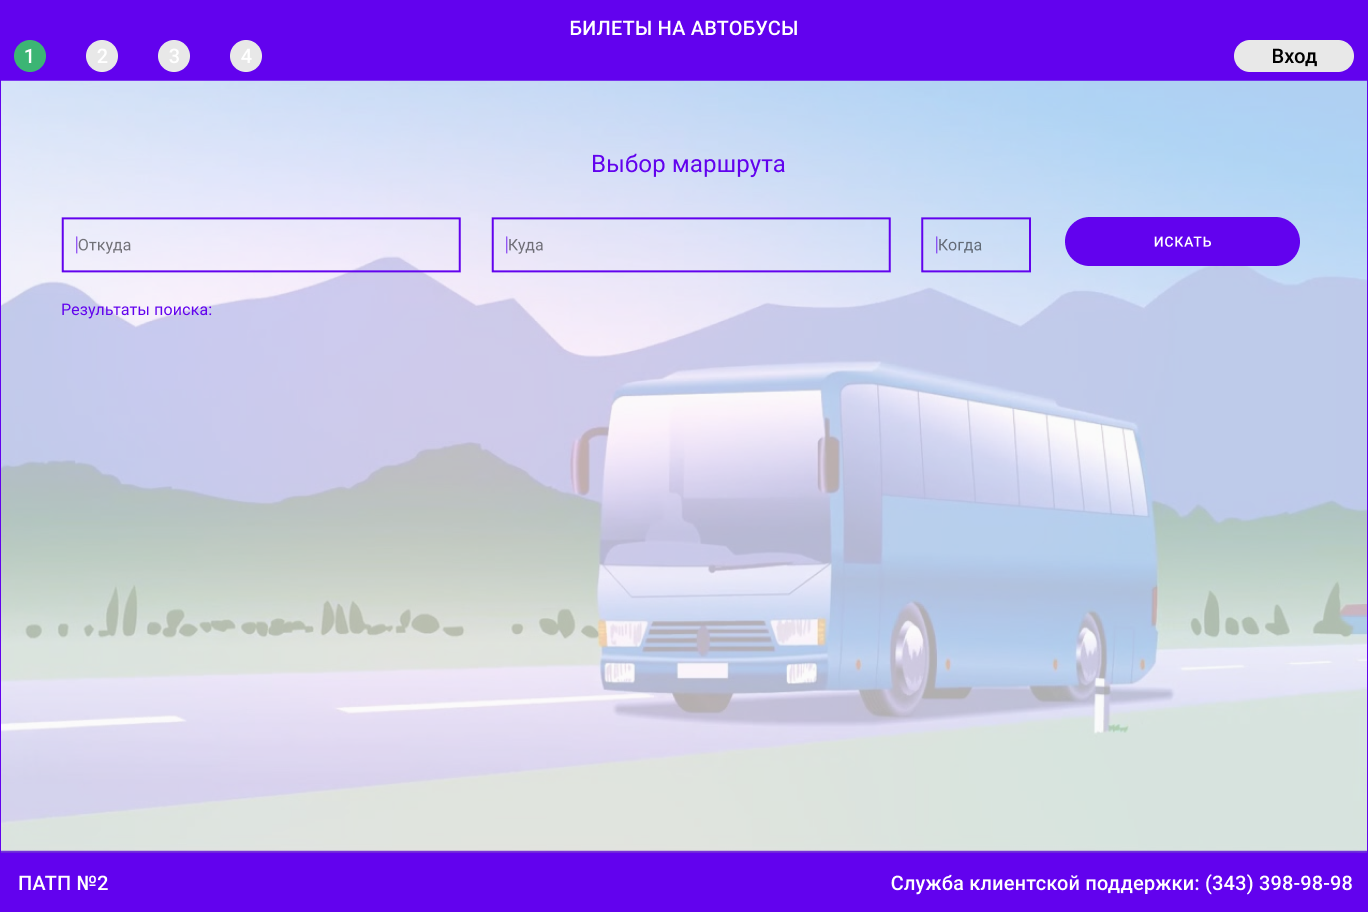 БИЛЕТЫ НА АВТОБУСЫ
1 2 3 4
Вход
Выбор маршрута
Откуда Куда Когда ИСКАТЬ
Результаты поиска:
ПАТП №2 Служба клиентской поддержки: (343) 398-98-98